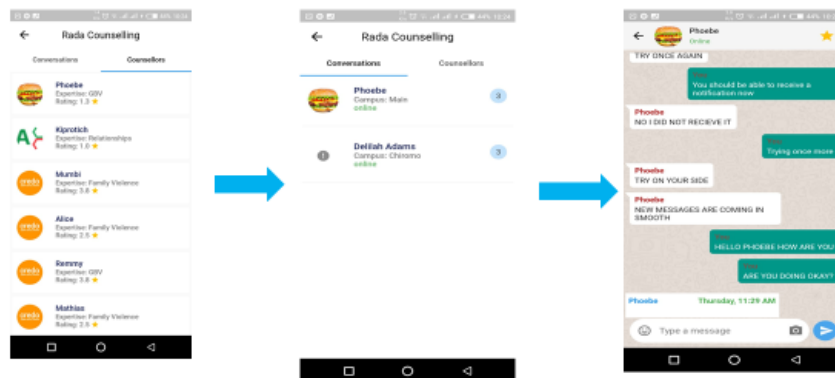 Rada Counselling
Conversations
Counsellors
Phoebe
Expertise: GBV
Rating: 1.3
Kiprotich
Expertise: Relationships
Rating: 1.0
Mumbi
Expertise: Family Violence
Rating: 3.8
Alice
Expertise: Family Violence
Rating: 2.5
Remmy
Expertise: GBV
Rating: 3.8
Mathias
Expertise: Family Violence
Rating: 2.5
Rada Counselling
Conversations
Counsellors
Phoebe
Campus: Main
online
3
Delilah Adams
Campus: Chiromo
online
3
Phoebe
Online
TRY ONCE AGAIN
You should be able to receive a
notification now
Phoebe
NO I DID NOT RECIEVE IT
Trying once more
Phoebe
TRY ON YOUR SIDE
Phoebe
NEW MESSAGES ARE COMING IN
SMOOTH
HELLO PHOEBE HOW ARE YOU
ARE YOU DOING OKAY?
Phoebe
Thursday, 11:29 AM
Type a message